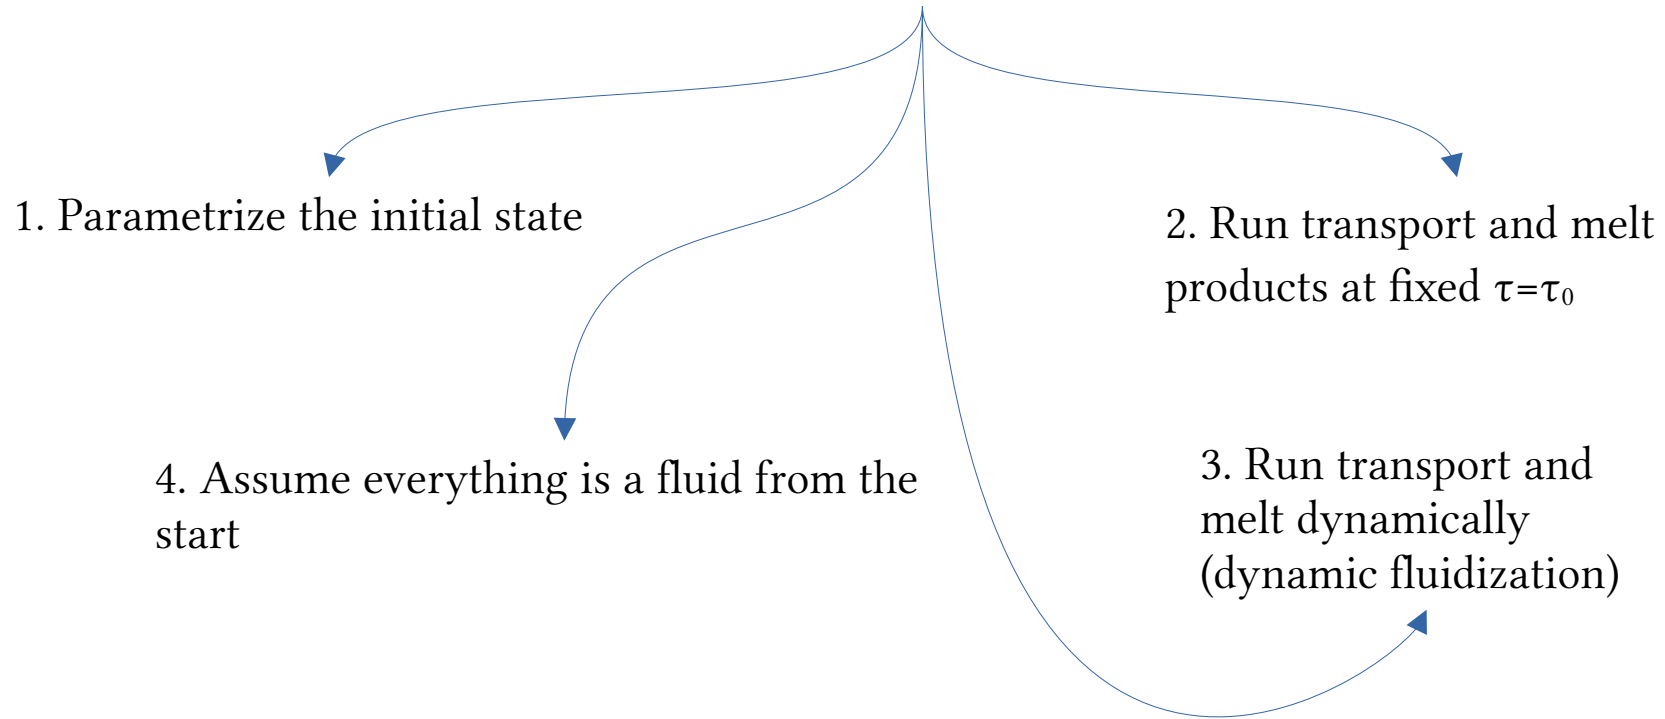 1. Parametrize the initial state
2. Run transport and melt
products at fixed τ=τ₀
4. Assume everything is a fluid from the
start
3. Run transport and
melt dynamically
(dynamic fluidization)